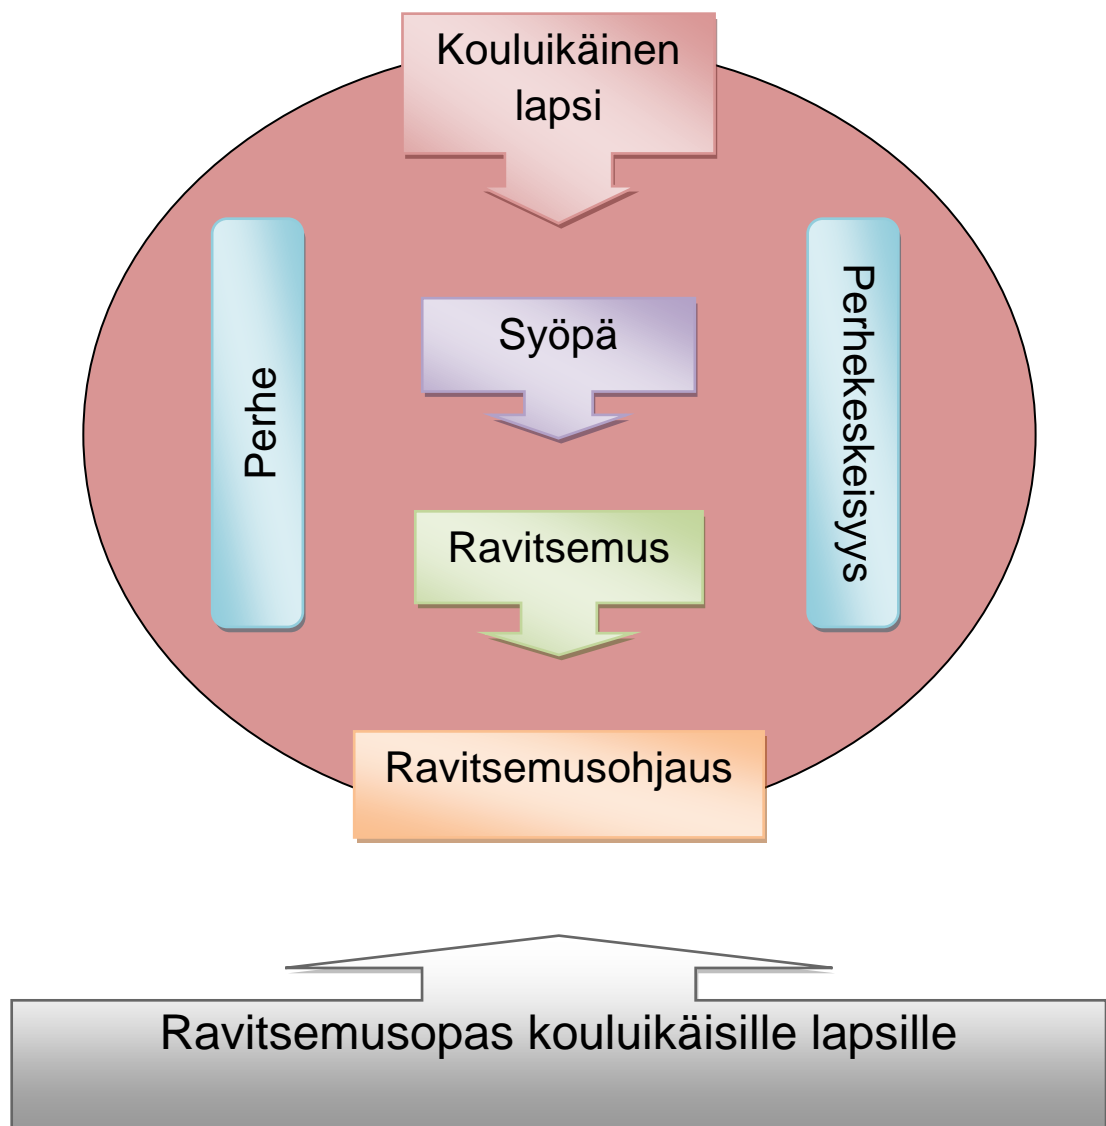 Kouluikäinen
lapsi
Syöpä
Perhe
Perhekeskeisyys
Ravitsemus
Ravitsemusohjaus
Ravitsemusopas kouluikäisille lapsille